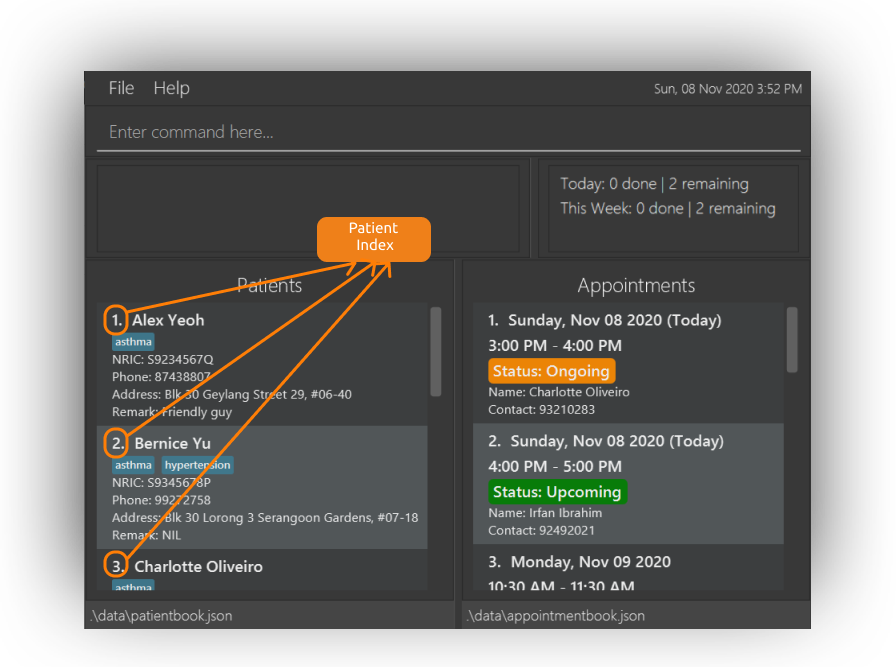 File Help
Sun, 08 Nov 2020 3:52 PM
Enter command here...
Today: 0 done | 2 remaining
This Week: 0 done | 2 remaining
Patient
Index
Patients
1. Alex Yeoh
asthma
NRIC: S9234567Q
Phone: 87438807
Address: Blk 30 Geylang Street 29, #06-40
Remark: Friendly guy
2. Bernice Yu
asthma hypertension
NRIC: S9345678P
Phone: 99272758
Address: Blk 30 Lorong 3 Serangoon Gardens, #07-18
Remark: NIL
3. Charlotte Oliveiro
asthma
.\data\patientbook.json
Appointments
1. Sunday, Nov 08 2020 (Today)
3:00 PM - 4:00 PM
Status: Ongoing
Name: Charlotte Oliveiro
Contact: 93210283
2. Sunday, Nov 08 2020 (Today)
4:00 PM - 5:00 PM
Status: Upcoming
Name: Irfan Ibrahim
Contact: 92492021
3. Monday, Nov 09 2020
10:30 AM - 11:30 AM
.\data\appointmentbook.json